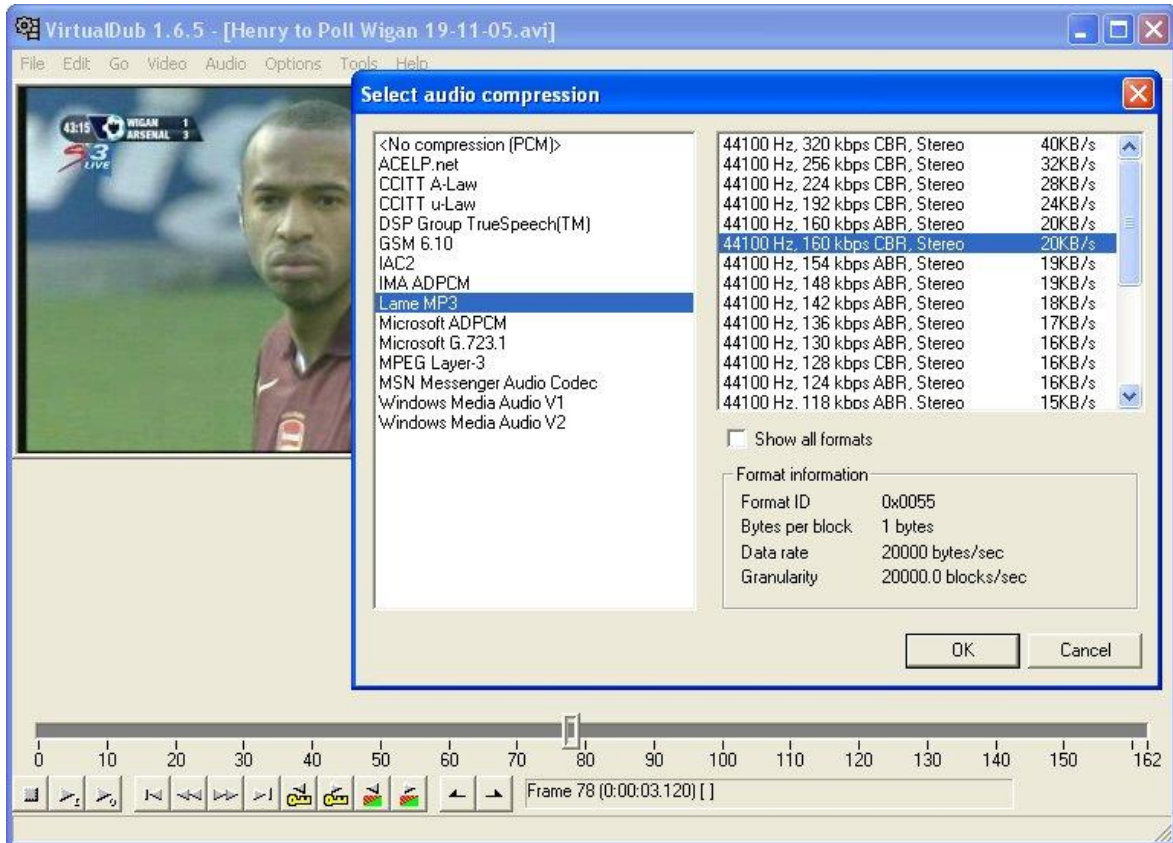 VirtualDub 1.6.5 - [Henry to Poll Wigan 19-11-05.avi]
File Edit Go Video Audio Options Tools Help
43:15 WIGAN 1
ARSENAL 3
S3
LIVE
Select audio compression
<No compression (PCM)>
ACELP.net
CCITT A-Law
CCITT u-Law
DSP Group TrueSpeech(TM)
GSM 6.10
IAC2
IMA ADPCM
Lame MP3
Microsoft ADPCM
Microsoft G.723.1
MPEG Layer-3
MSN Messenger Audio Codec
Windows Media Audio V1
Windows Media Audio V2
44100 Hz, 320 kbps CBR, Stereo 40KB/s
44100 Hz, 256 kbps CBR, Stereo 32KB/s
44100 Hz, 224 kbps CBR, Stereo 28KB/s
44100 Hz, 192 kbps CBR, Stereo 24KB/s
44100 Hz, 160 kbps ABR, Stereo 20KB/s
44100 Hz, 160 kbps CBR, Stereo 20KB/s
44100 Hz, 154 kbps ABR, Stereo 19KB/s
44100 Hz, 148 kbps ABR, Stereo 19KB/s
44100 Hz, 142 kbps ABR, Stereo 18KB/s
44100 Hz, 136 kbps ABR, Stereo 17KB/s
44100 Hz, 130 kbps ABR, Stereo 16KB/s
44100 Hz, 128 kbps CBR, Stereo 16KB/s
44100 Hz, 124 kbps ABR, Stereo 16KB/s
44100 Hz, 118 kbps ABR, Stereo 15KB/s
Show all formats
Format information
Format ID 0x0055
Bytes per block 1 bytes
Data rate 20000 bytes/sec
Granularity 20000.0 blocks/sec
OK Cancel
0 10 20 30 40 50 60 70 80 90 100 110 120 130 140 150 162
Frame 78 (0:00:03.120) [ ]